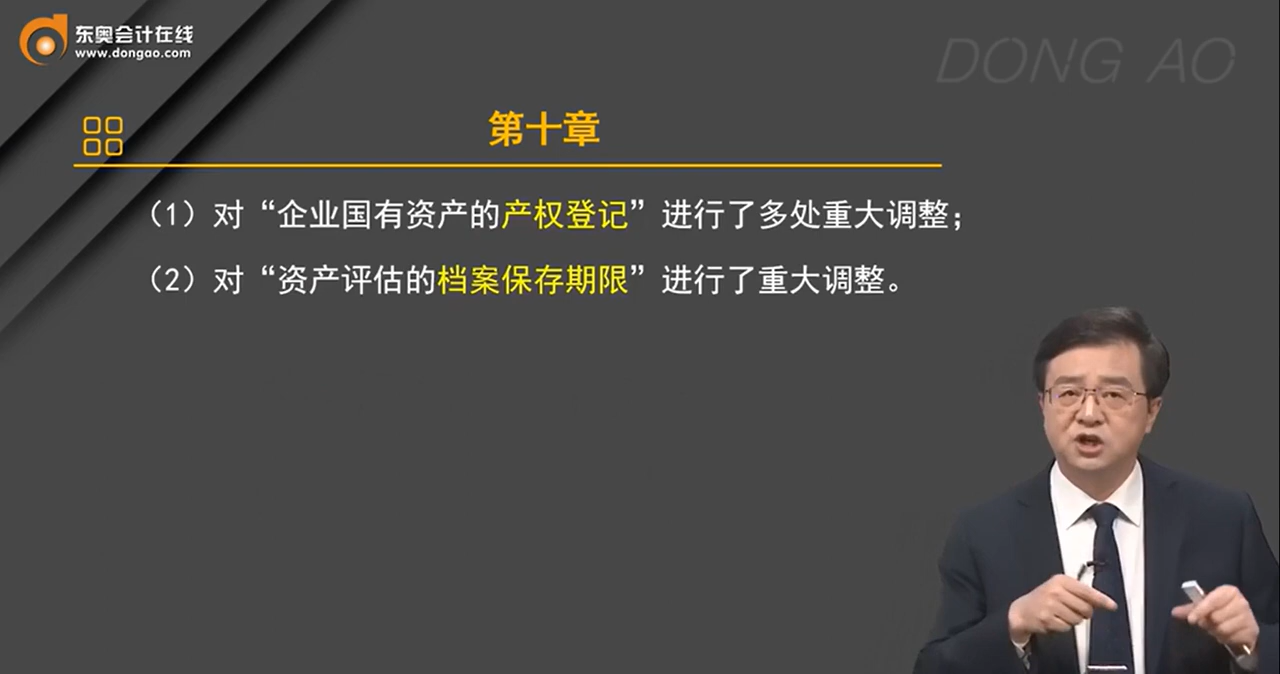 东奥会计在线
www.dongao.com
DONG AO
第十章
（1）对“企业国有资产的产权登记”进行了多处重大调整；
（2）对“资产评估的档案保存期限”进行了重大调整。